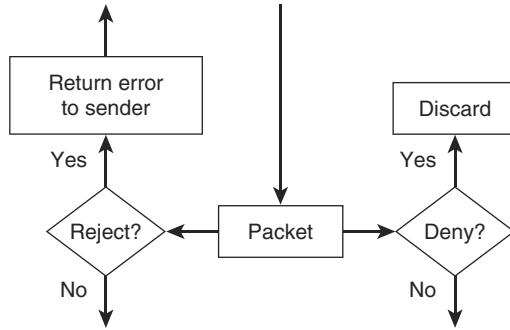 Return error
to sender
Discard
Yes
Yes
Reject?
Packet
Deny?
No
No